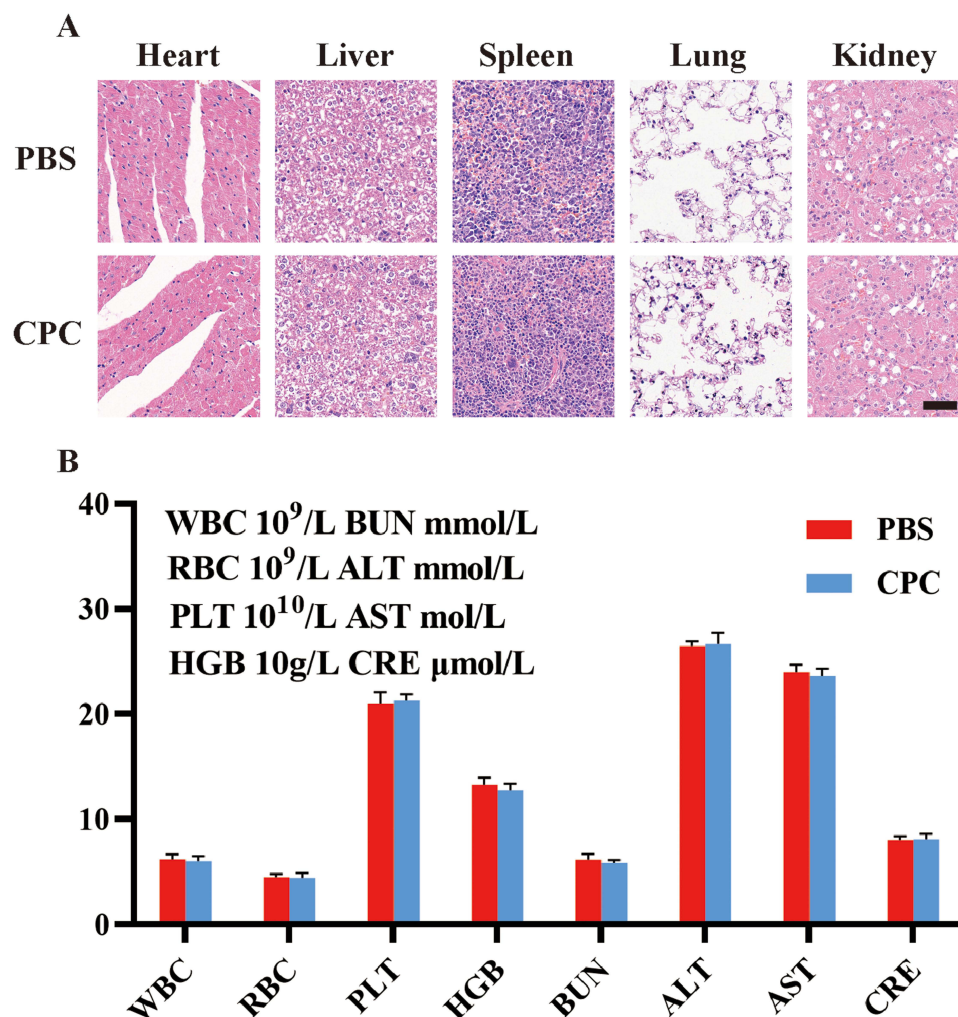 A
Heart Liver Spleen Lung Kidney
PBS
CPC
B
40
30
20
10
0
WBC 10⁹/L BUN mmol/L
RBC 10⁹/L ALT mmol/L
PLT 10¹⁰/L AST mol/L
HGB 10g/L CRE μmol/L
PBS
CPC
WBC RBC PLT HGB BUN ALT AST CRE